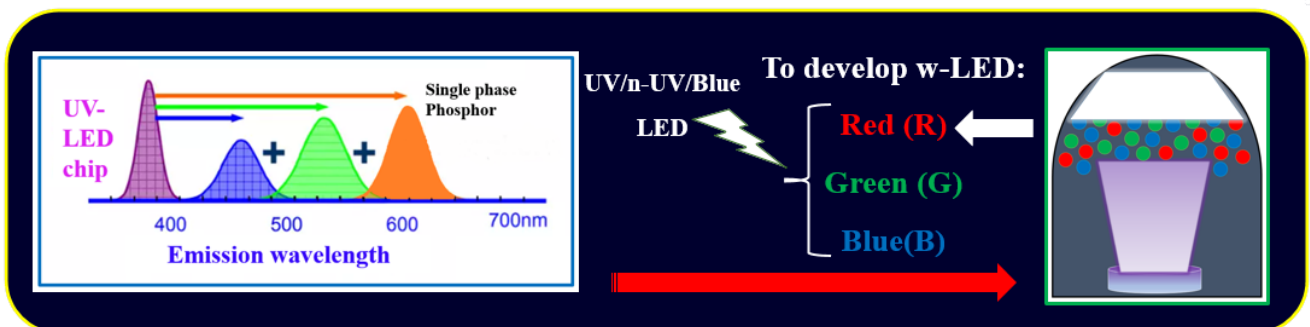 UV-
LED
chip
Single phase
Phosphor
400
500
600
700nm
Emission wavelength
UV/n-UV/Blue
LED
To develop w-LED:
Red (R)
Green (G)
Blue(B)